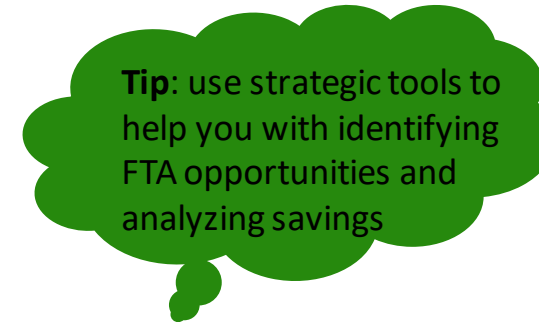 Tip: use strategic tools to
help you with identifying
FTA opportunities and
analyzing savings